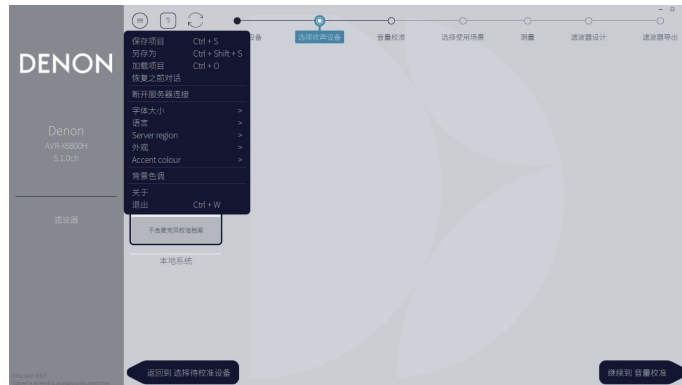 ?
设备
选择收声设备
音量校准
选择使用场景
测量
滤波器设计
滤波器导出
DENON
Denon
AVR-X6800H
5.1.0ch
滤波器
保存项目 Ctrl + S
另存为 Ctrl + Shift + S
加载项目 Ctrl + O
恢复之前对话
断开服务器连接
字体大小 >
语言 >
Server region >
外观 >
Accent colour >
背景色调
关于
退出 Ctrl + W
不含麦克风校准档案
本地系统
返回到 选择待校准设备
继续到 音量校准